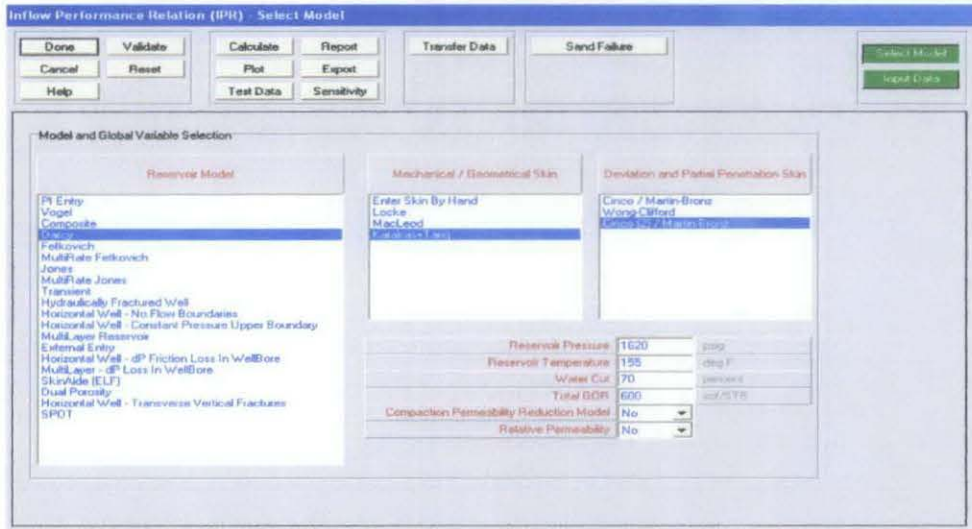 Inflow Performance Relation (IPR) - Select Model
Done Validate Calculate Report Transfer Data Sand Failure Select Model
Cancel Reset Plot Export Input Data
Help Test Data Sensitivity
Model and Global Variable Selection
Reservoir Model
Mechanical / Geometrical Skin
Deviation and Partial Penetration Skin
PI Entry
Vogel
Composite
Darcy
Fetkovich
MultiRate Fetkovich
Jones
MultiRate Jones
Transient
Hydraulically Fractured Well
Horizontal Well - No Flow Boundaries
Horizontal Well - Constant Pressure Upper Boundary
MultiLayer Reservoir
External Entry
Horizontal Well - dP Friction Loss In WellBore
MultiLayer - dP Loss In WellBore
SkinAide (ELF)
Dual Porosity
Horizontal Well - Transverse Vertical Fractures
SPOT
Enter Skin By Hand
Locke
MacLeod
Karakas+Tariq
Cinco / Martin-Bronz
Wong-Clifford
Cinco (2) / Martin-Bronz
Reservoir Pressure 1620 psig
Reservoir Temperature 155 deg F
Water Cut 70 percent
Total GOR 600 scf/STB
Compaction Permeability Reduction Model No
Relative Permeability No